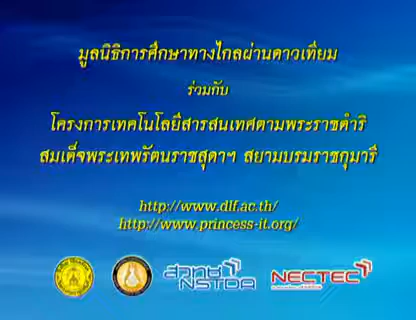 มูลนิธิการศึกษาทางไกลผ่านดาวเทียม
ร่วมกับ
โครงการเทคโนโลยีสารสนเทศตามพระราชดำริ
สมเด็จพระเทพรัตนราชสุดาฯ สยามบรมราชกุมารี
http://www.dlf.ac.th/
http://www.princess-it.org/
สวทช
NSTDA
NECTEC